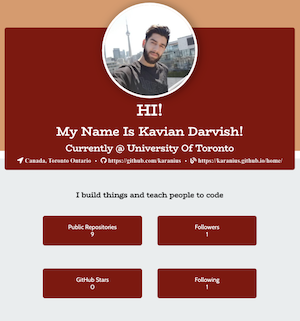 HI!
My Name Is Kavian Darvish!
Currently @ University Of Toronto
Canada, Toronto Ontario • https://github.com/karanius • https://karanius.github.io/home/
I build things and teach people to code
Public Repositories
9
Followers
1
GitHub Stars
0
Following
1